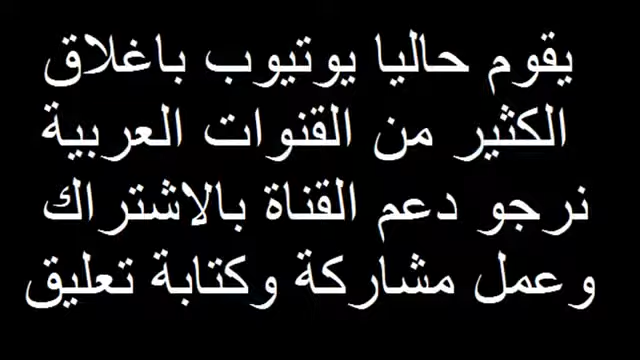 يقوم حاليا يوتيوب باغلاق
الكثير من القنوات العربية
نرجو دعم القناة بالاشتراك
وعمل مشاركة وكتابة تعليق